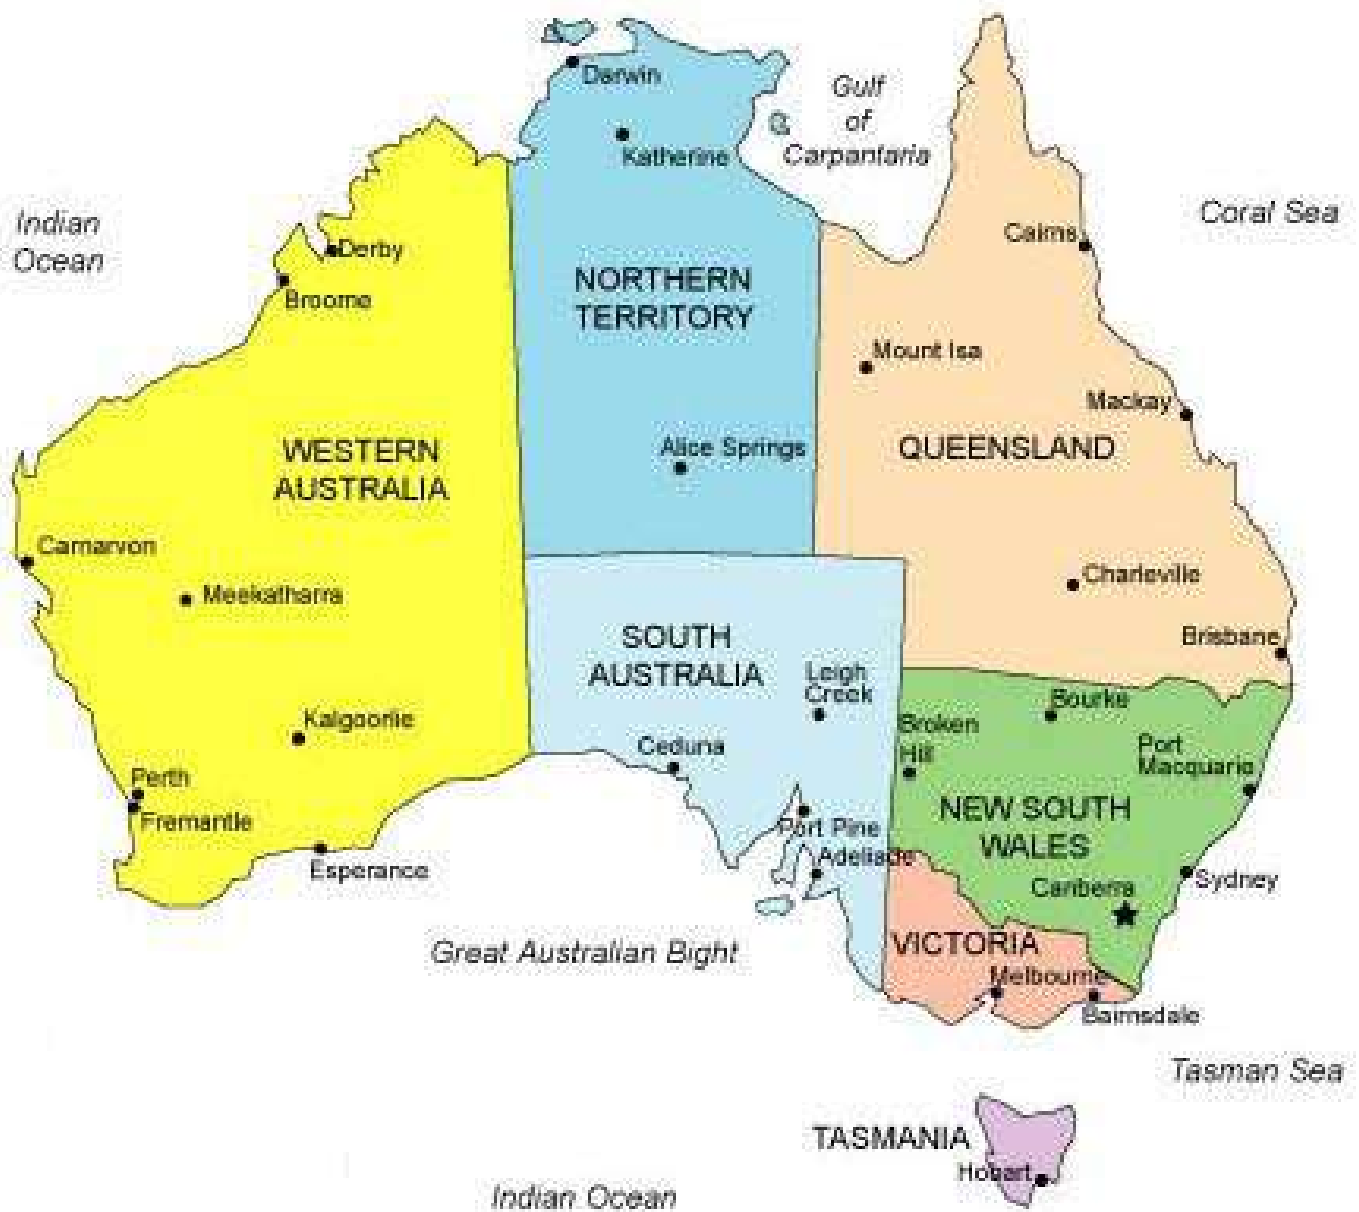 Darwin
Gulf
of
Carpantaria
Katherine
Indian
Ocean
Coral Sea
Cairns
Derby
Broome
NORTHERN
TERRITORY
Mount Isa
Mackay
WESTERN
AUSTRALIA
Alice Springs
QUEENSLAND
Carnarvon
Meekatharra
Charleville
SOUTH
AUSTRALIA
Brisbane
Leigh
Creek
Bourke
Kalgoorlie
Ceduna
Broken
Hill
Port
Macquarie
Perth
Fremantle
NEW SOUTH
WALES
Port Pine
Adeliade
Esperance
Canberra
Sydney
Great Australian Bight
VICTORIA
Melbourne
Bairnsdale
Tasman Sea
TASMANIA
Hobart
Indian Ocean